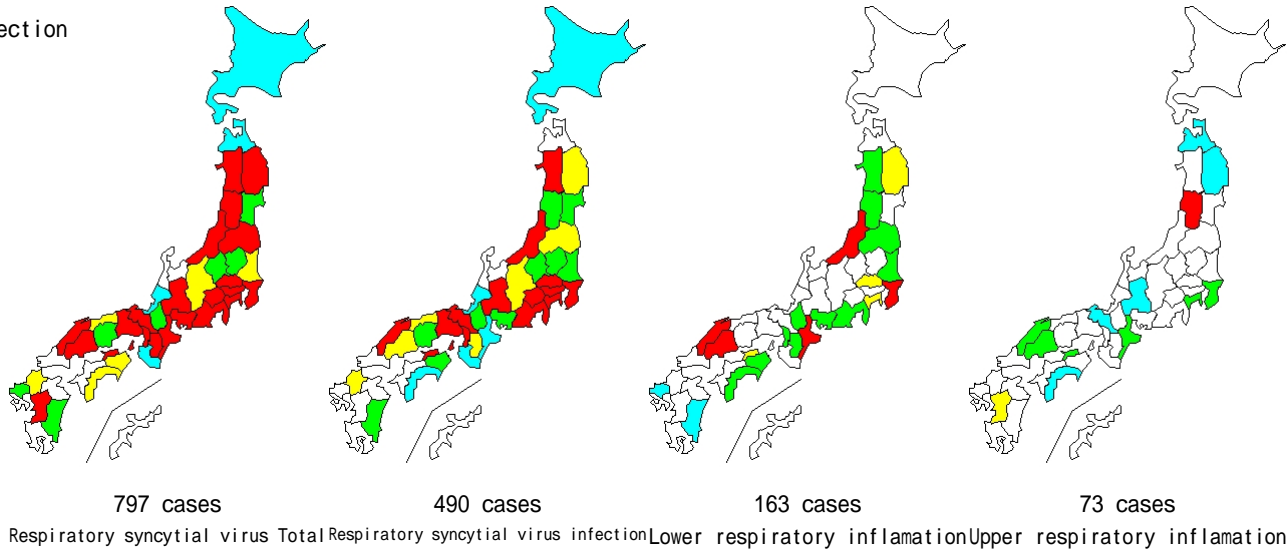 ection
797 cases 490 cases 163 cases 73 cases
Respiratory syncytial virus Total Respiratory syncytial virus infection Lower respiratory inflamation Upper respiratory inflamation